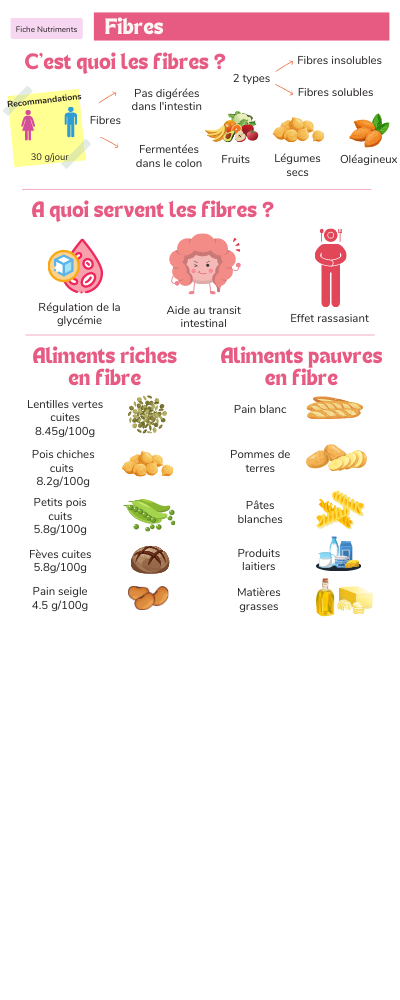 Fiche Nutriments
Fibres
C'est quoi les fibres ?
2 types
Fibres insolubles
Fibres solubles
Recommandations
30 g/jour
Fibres
Pas digérées
dans l'intestin
Fermentées
dans le colon
Fruits
Légumes
secs
Oléagineux
A quoi servent les fibres ?
Régulation de la
glycémie
Aide au transit
intestinal
Effet rassasiant
Aliments riches
en fibre
Lentilles vertes
cuites
8.45g/100g
Pois chiches
cuits
8.2g/100g
Petits pois
cuits
5.8g/100g
Fèves cuites
5.8g/100g
Pain seigle
4.5 g/100g
Aliments pauvres
en fibre
Pain blanc
Pommes de
terres
Pâtes
blanches
Produits
laitiers
Matières
grasses